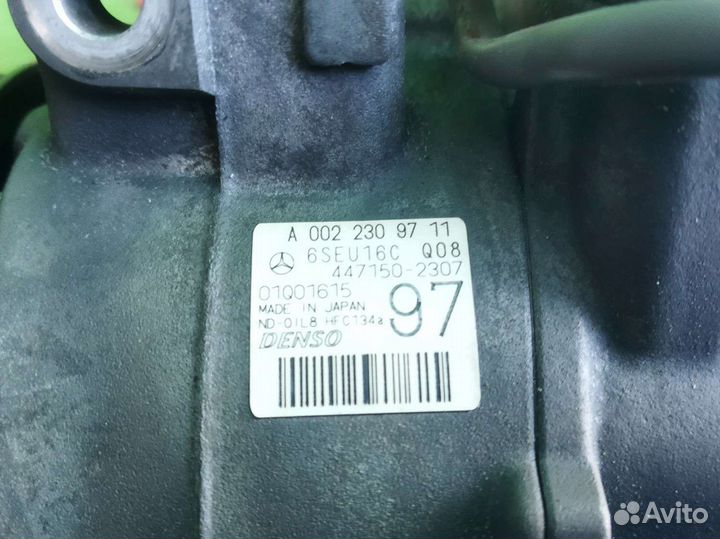 A 002 230 97 11
6SEU16C Q08
447150-2307
01Q01615
MADE IN JAPAN
ND-OIL8 HFC134a
97
DENSO
Avito